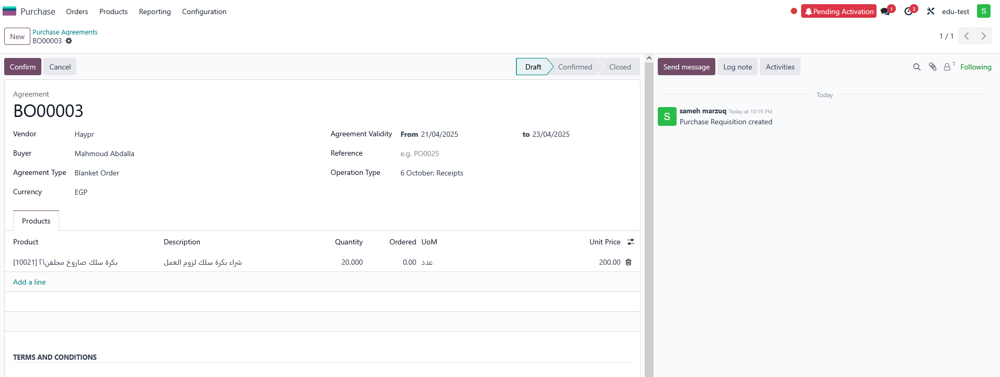 Purchase Orders Products Reporting Configuration Pending Activation 1 3 edu-test S
New Purchase Agreements
BO00003
1 / 1
Confirm Cancel Draft Confirmed Closed
Agreement
BO00003
Vendor Haypr Agreement Validity From 21/04/2025 to 23/04/2025
Buyer Mahmoud Abdalla Reference e.g. PO0025
Agreement Type Blanket Order Operation Type 6 October: Receipts
Currency EGP
Products
Product Description Quantity Ordered UoM Unit Price
[10021] بكرة سلك صاروخ مجلفن٢١ شراء بكرة سلك لزوم العمل 20.000 0.00 عدد 200.00
Add a line
TERMS AND CONDITIONS
Send message Log note Activities 1 Following
Today
S sameh marzuq Today at 10:15 PM
Purchase Requisition created